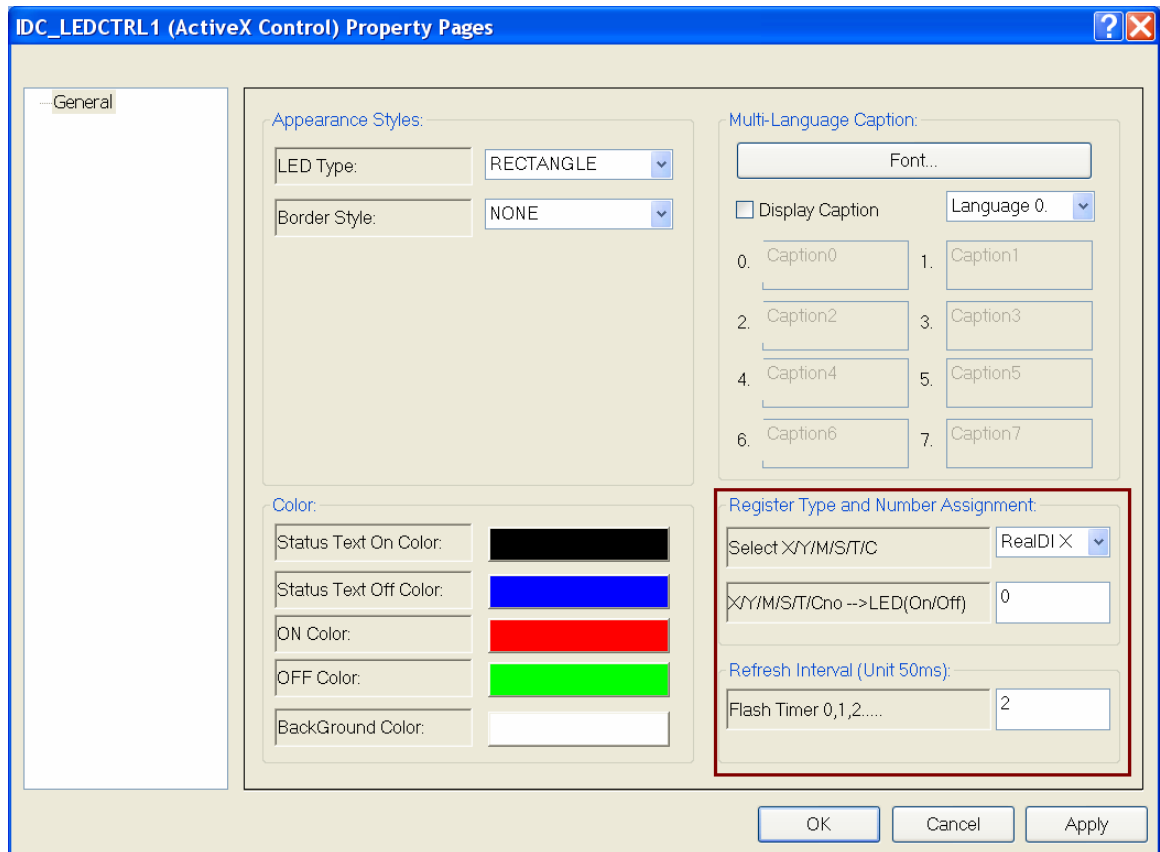 IDC_LEDCTRL1 (ActiveX Control) Property Pages
General
Appearance Styles:
LED Type:
RECTANGLE
Border Style:
NONE
Multi-Language Caption:
Font...
Display Caption
Language 0.
0. Caption0
1. Caption1
2. Caption2
3. Caption3
4. Caption4
5. Caption5
6. Caption6
7. Caption7
Color:
Status Text On Color:
Status Text Off Color:
ON Color:
OFF Color:
BackGround Color:
Register Type and Number Assignment:
Select X/Y/M/S/T/C
RealDI X
X/Y/M/S/T/Cno -->LED(On/Off)
0
Refresh Interval (Unit 50ms):
Flash Timer 0,1,2.....
2
OK
Cancel
Apply